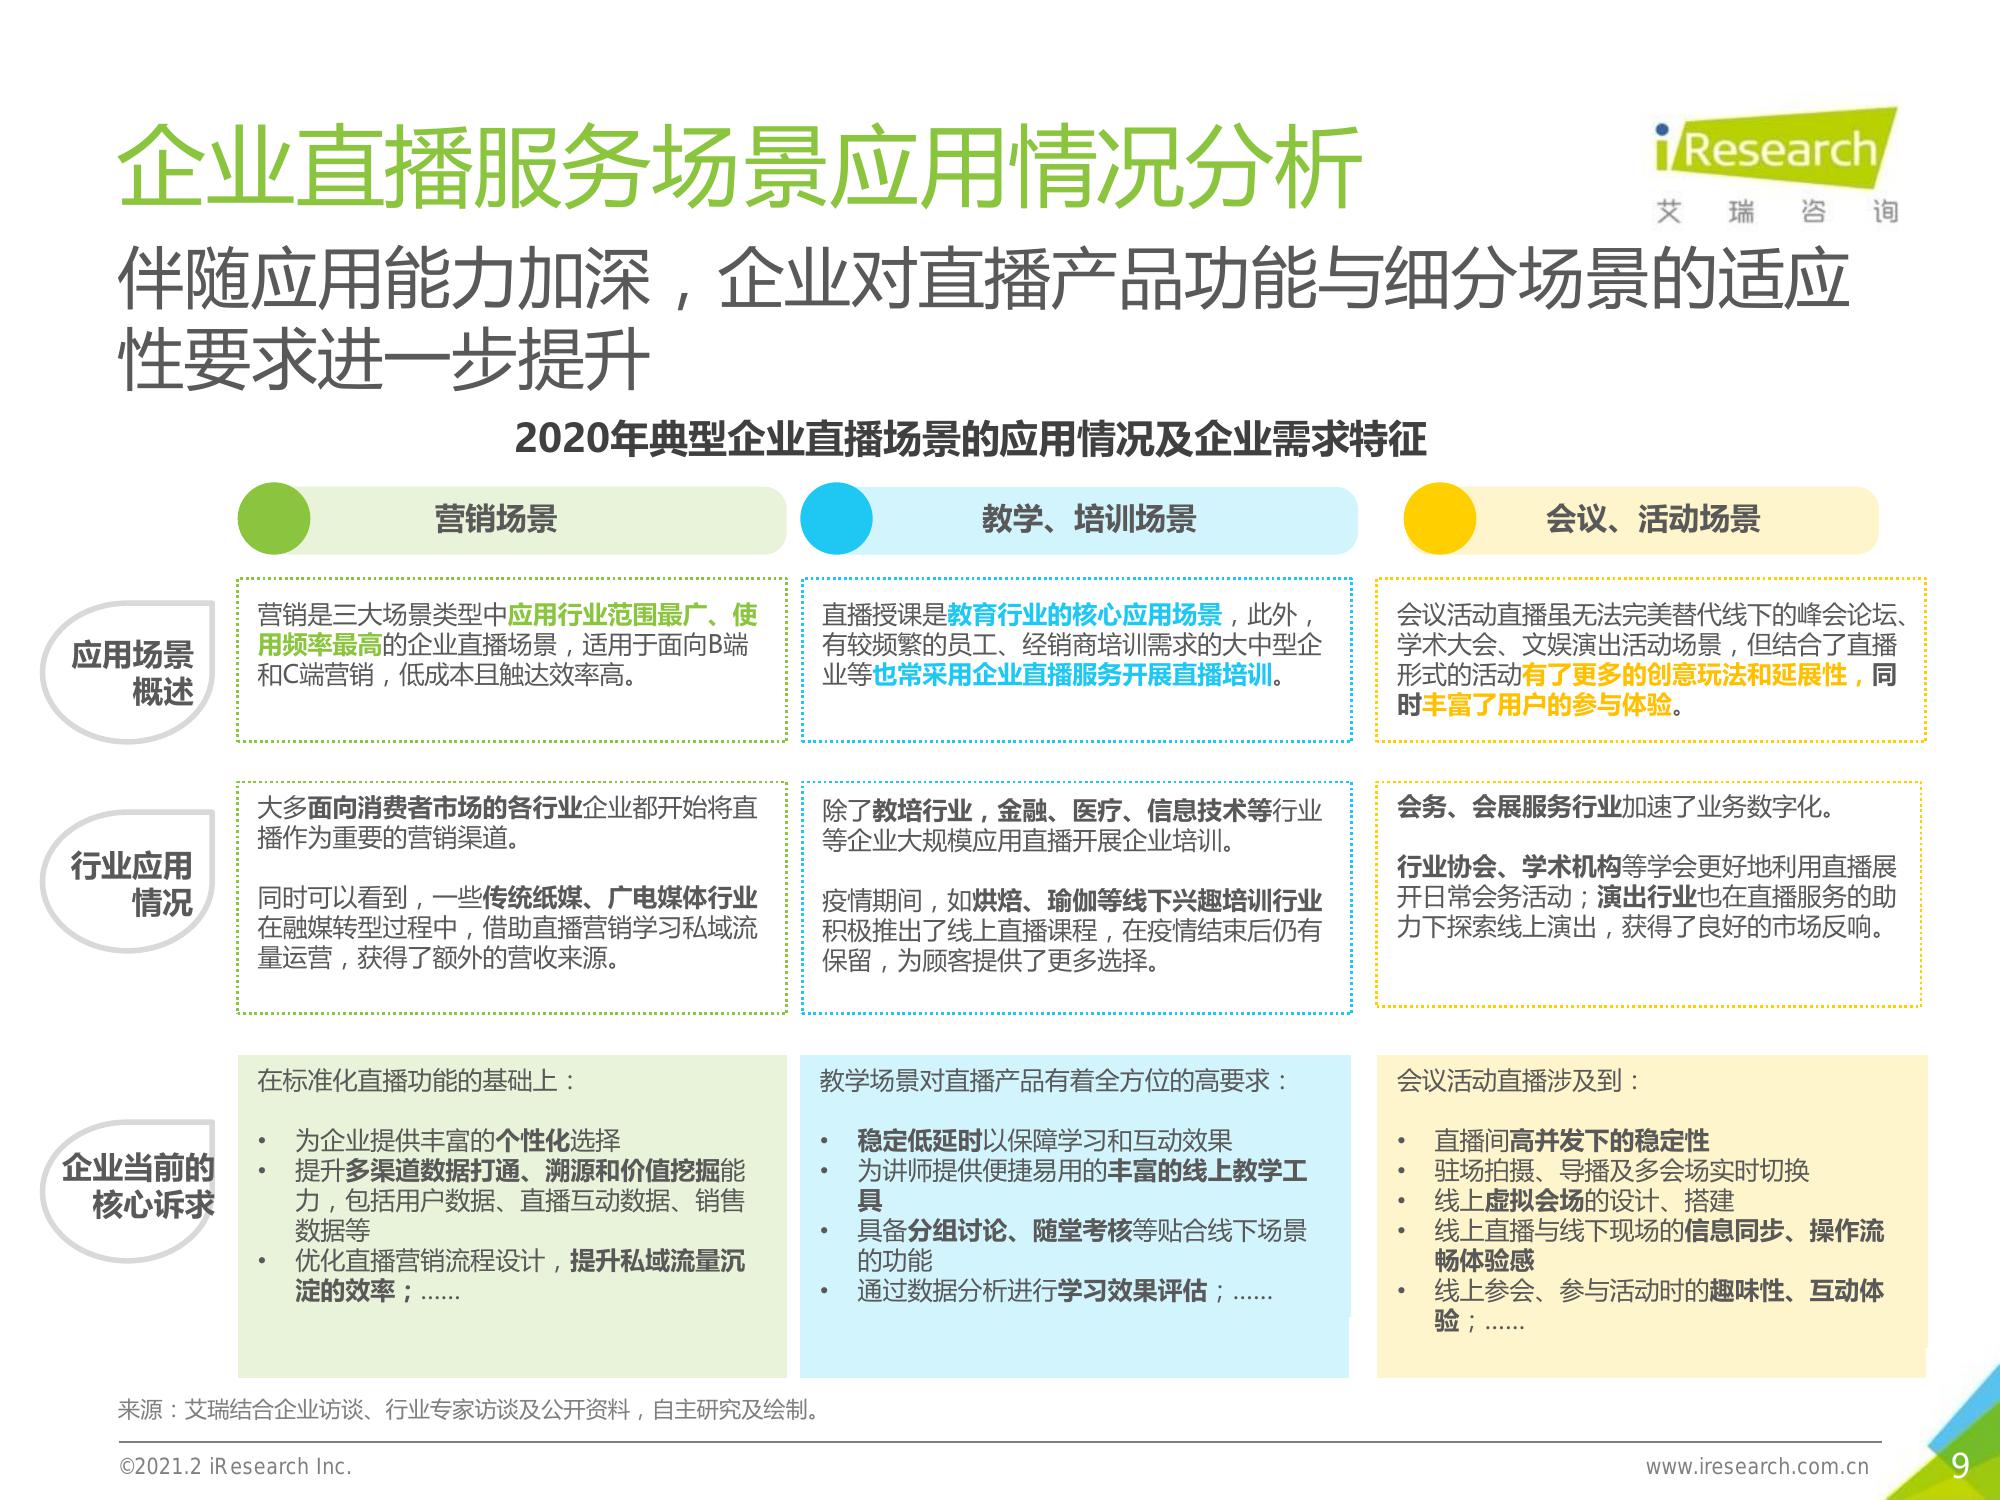 企业直播服务场景应用情况分析
iResearch
艾瑞咨询
伴随应用能力加深，企业对直播产品功能与细分场景的适应
性要求进一步提升
2020年典型企业直播场景的应用情况及企业需求特征
营销场景
教学、培训场景
会议、活动场景
应用场景
概述
营销是三大场景类型中应用行业范围最广、使
用频率最高的企业直播场景，适用于面向B端
和C端营销，低成本且触达效率高。
直播授课是教育行业的核心应用场景，此外，
有较频繁的员工、经销商培训需求的大中型企
业等也常采用企业直播服务开展直播培训。
会议活动直播虽无法完美替代线下的峰会论坛、
学术大会、文娱演出活动场景，但结合了直播
形式的活动有了更多的创意玩法和延展性，同
时丰富了用户的参与体验。
行业应用
情况
大多面向消费者市场的各行业企业都开始将直
播作为重要的营销渠道。
同时可以看到，一些传统纸媒、广电媒体行业
在融媒转型过程中，借助直播营销学习私域流
量运营，获得了额外的营收来源。
除了教培行业，金融、医疗、信息技术等行业
等企业大规模应用直播开展企业培训。
疫情期间，如烘焙、瑜伽等线下兴趣培训行业
积极推出了线上直播课程，在疫情结束后仍有
保留，为顾客提供了更多选择。
会务、会展服务行业加速了业务数字化。
行业协会、学术机构等学会更好地利用直播展
开日常会务活动；演出行业也在直播服务的助
力下探索线上演出，获得了良好的市场反响。
企业当前的
核心诉求
在标准化直播功能的基础上：
• 为企业提供丰富的个性化选择
• 提升多渠道数据打通、溯源和价值挖掘能
力，包括用户数据、直播互动数据、销售
数据等
• 优化直播营销流程设计，提升私域流量沉
淀的效率；……
教学场景对直播产品有着全方位的高要求：
• 稳定低延时以保障学习和互动效果
• 为讲师提供便捷易用的丰富的线上教学工
具
• 具备分组讨论、随堂考核等贴合线下场景
的功能
• 通过数据分析进行学习效果评估；……
会议活动直播涉及到：
• 直播间高并发下的稳定性
• 驻场拍摄、导播及多会场实时切换
• 线上虚拟会场的设计、搭建
• 线上直播与线下现场的信息同步、操作流
畅体验感
• 线上参会、参与活动时的趣味性、互动体
验；……
来源：艾瑞结合企业访谈、行业专家访谈及公开资料，自主研究及绘制。
©2021.2 iResearch Inc.
www.iresearch.com.cn
9